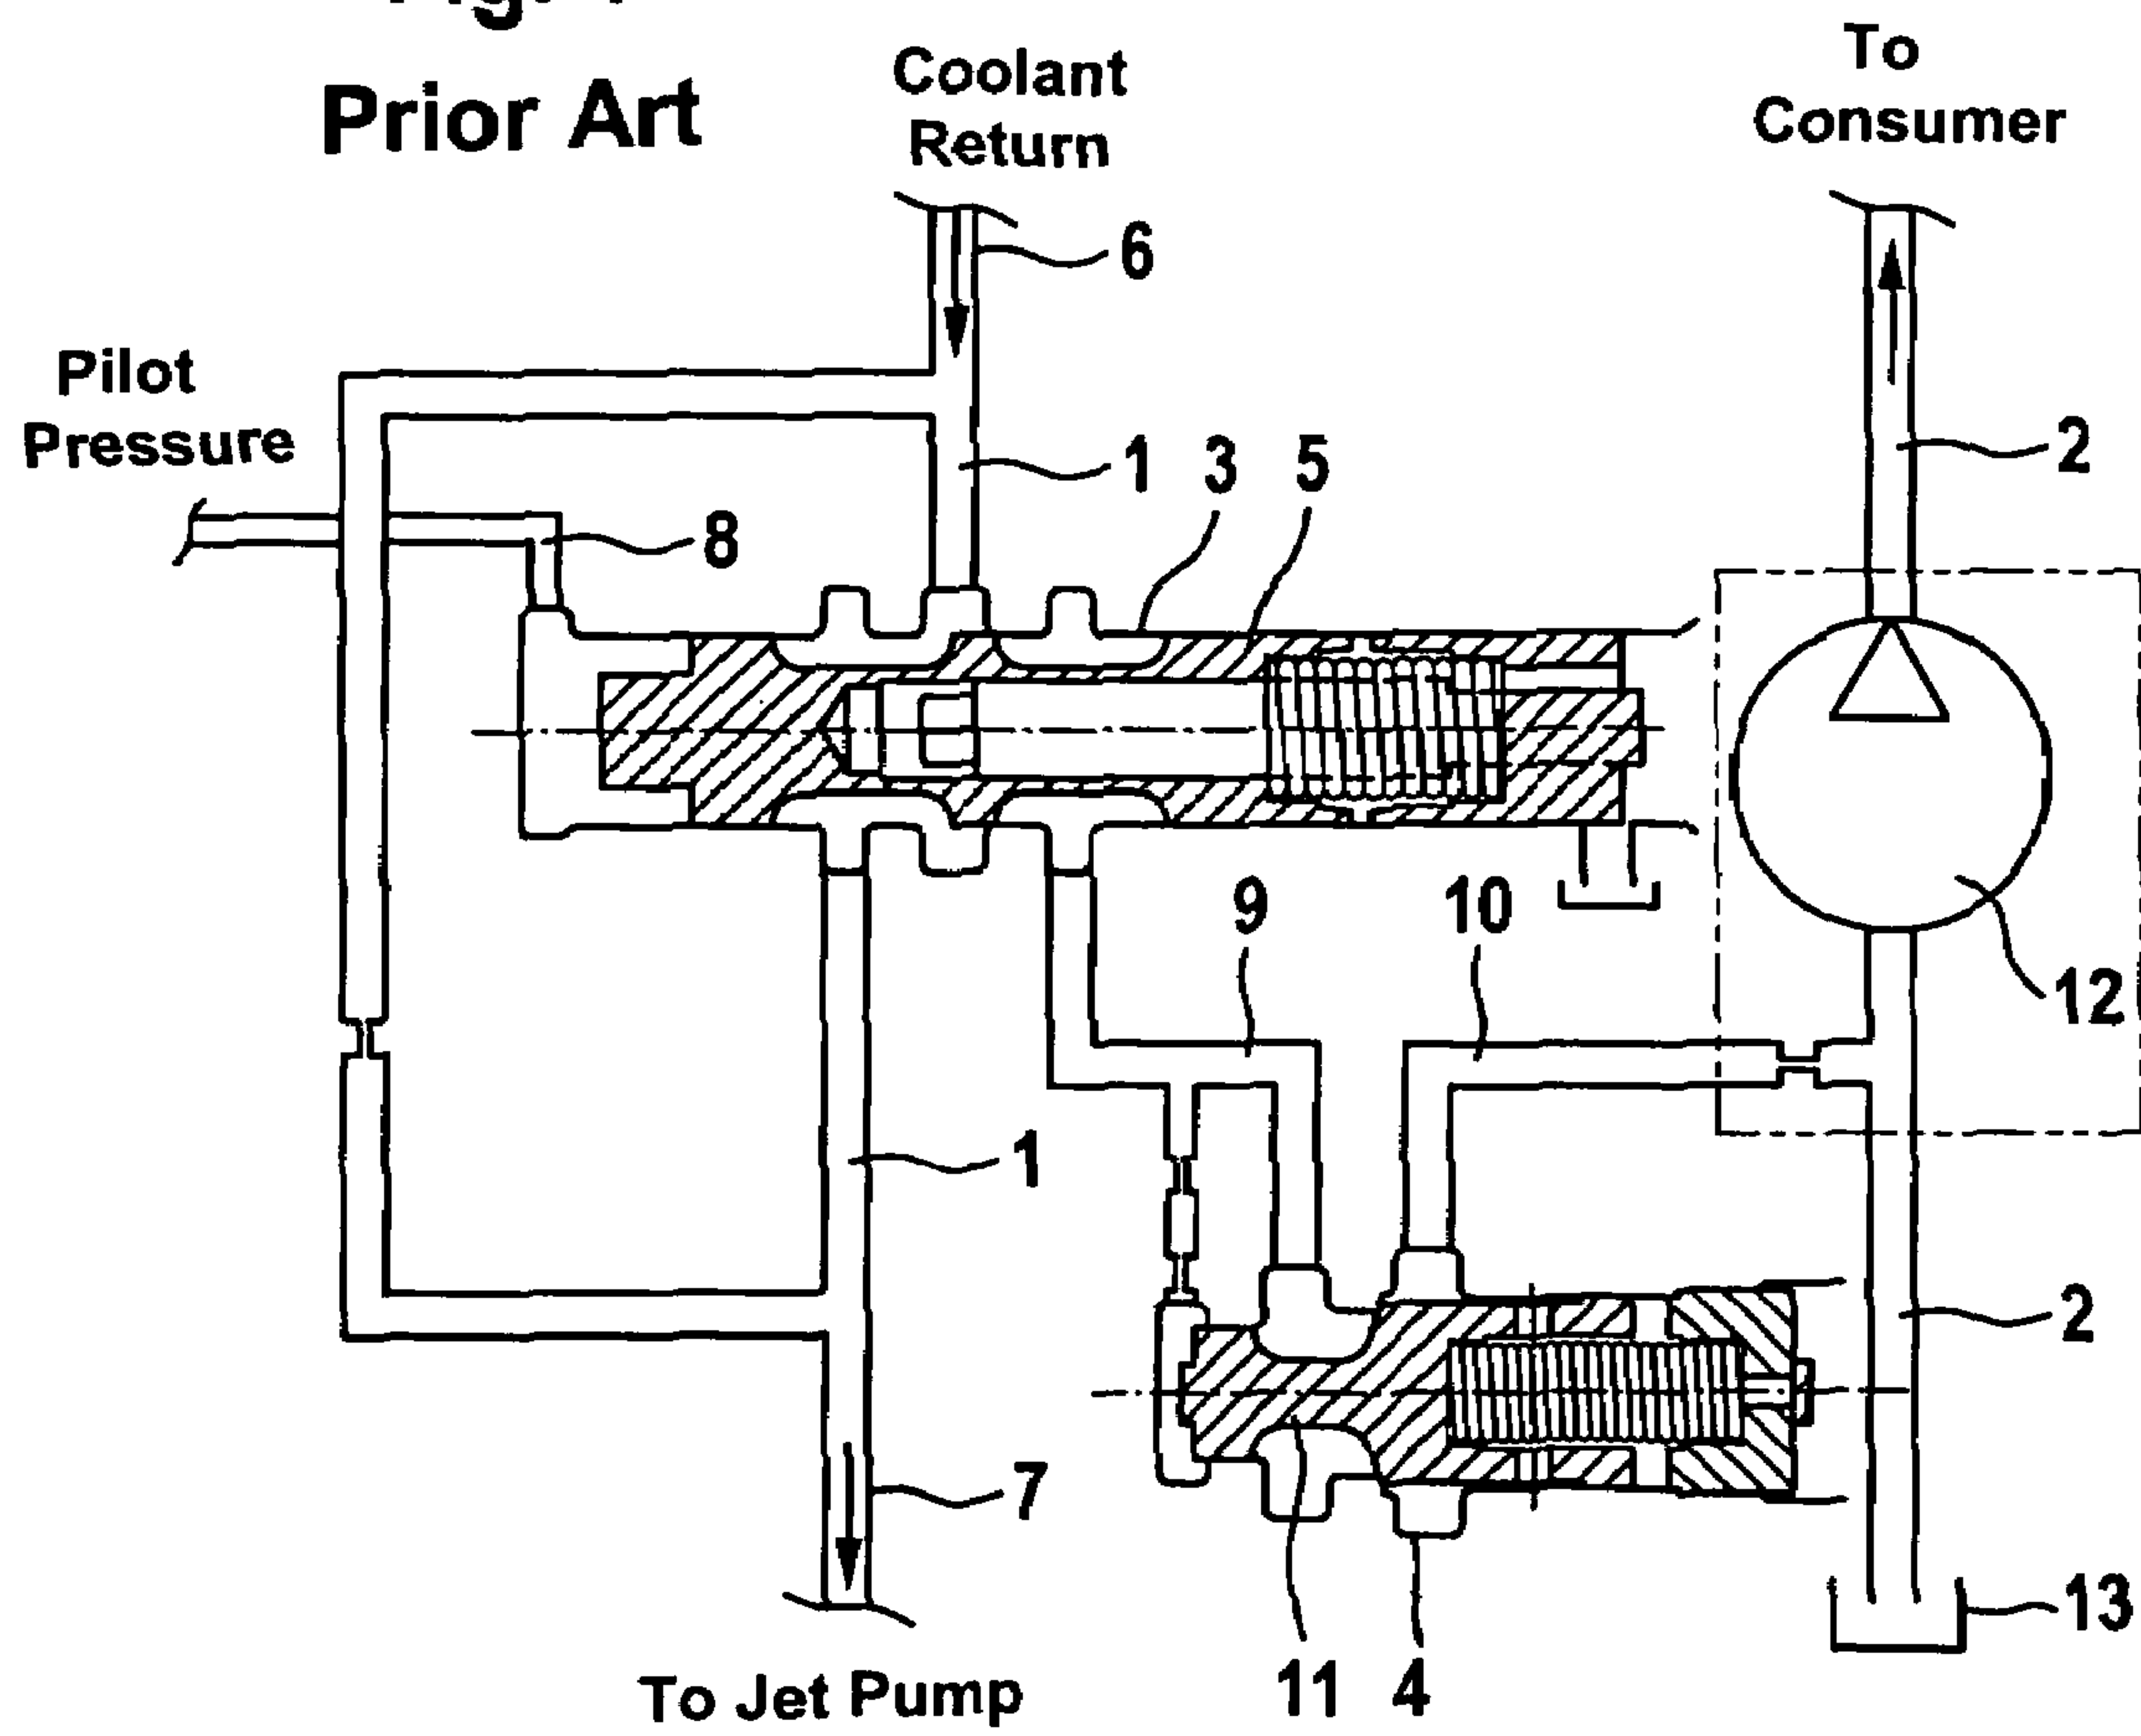 Prior Art
Coolant
Return
To
Consumer
6
Pilot
Pressure
1
3
5
2
8
9
10
12
1
2
7
13
11
4
To Jet Pump